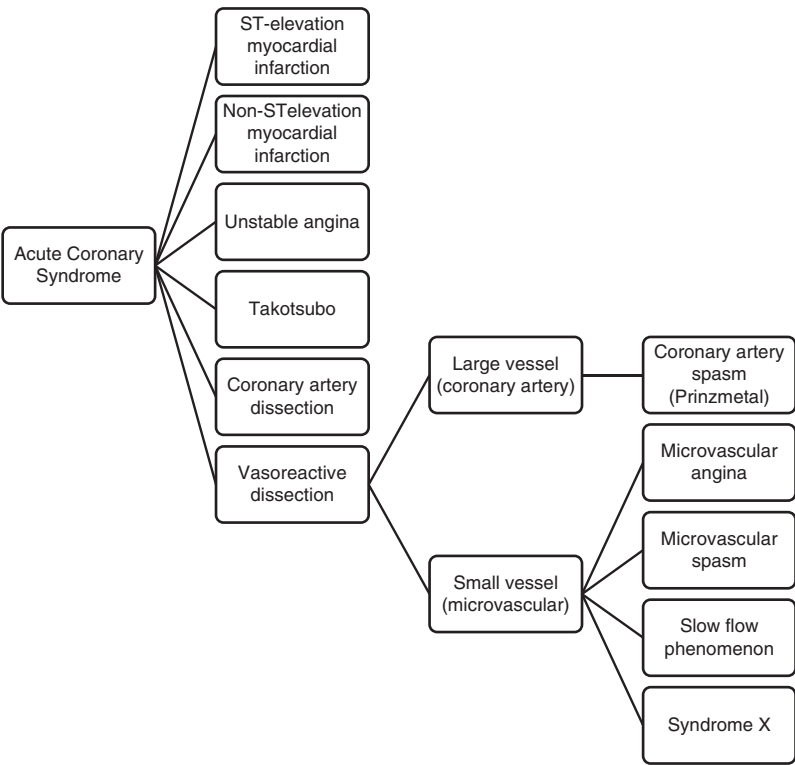 ST-elevation
myocardial
infarction
Non-STelevation
myocardial
infarction
Unstable angina
Acute Coronary
Syndrome
Takotsubo
Coronary artery
dissection
Vasoreactive
dissection
Large vessel
(coronary artery)
Small vessel
(microvascular)
Coronary artery
spasm
(Prinzmetal)
Microvascular
angina
Microvascular
spasm
Slow flow
phenomenon
Syndrome X